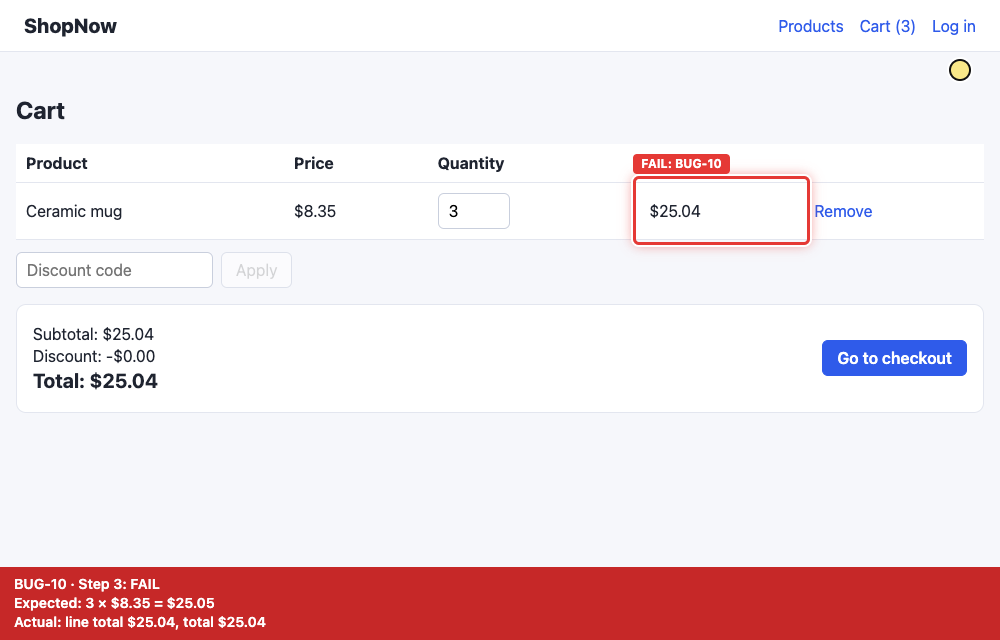 ShopNow
Products Cart (3) Log in
Cart
Product Price Quantity
FAIL: BUG-10
Ceramic mug $8.35 3 $25.04 Remove
Discount code Apply
Subtotal: $25.04
Discount: -$0.00
Total: $25.04
Go to checkout
BUG-10 · Step 3: FAIL
Expected: 3 × $8.35 = $25.05
Actual: line total $25.04, total $25.04